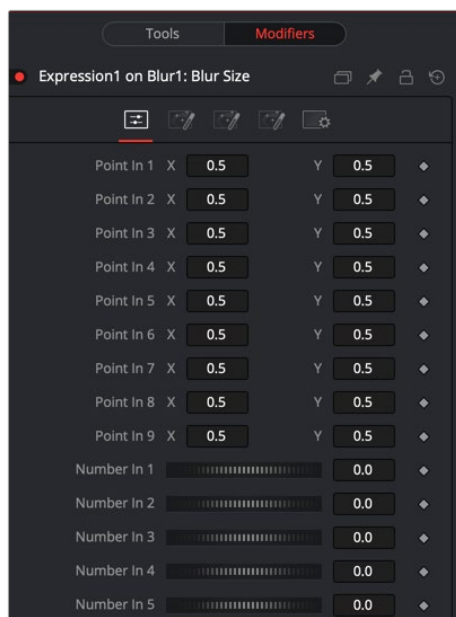 Tools Modifiers
Expression1 on Blur1: Blur Size
Point In 1 X 0.5 Y 0.5
Point In 2 X 0.5 Y 0.5
Point In 3 X 0.5 Y 0.5
Point In 4 X 0.5 Y 0.5
Point In 5 X 0.5 Y 0.5
Point In 6 X 0.5 Y 0.5
Point In 7 X 0.5 Y 0.5
Point In 8 X 0.5 Y 0.5
Point In 9 X 0.5 Y 0.5
Number In 1 0.0
Number In 2 0.0
Number In 3 0.0
Number In 4 0.0
Number In 5 0.0